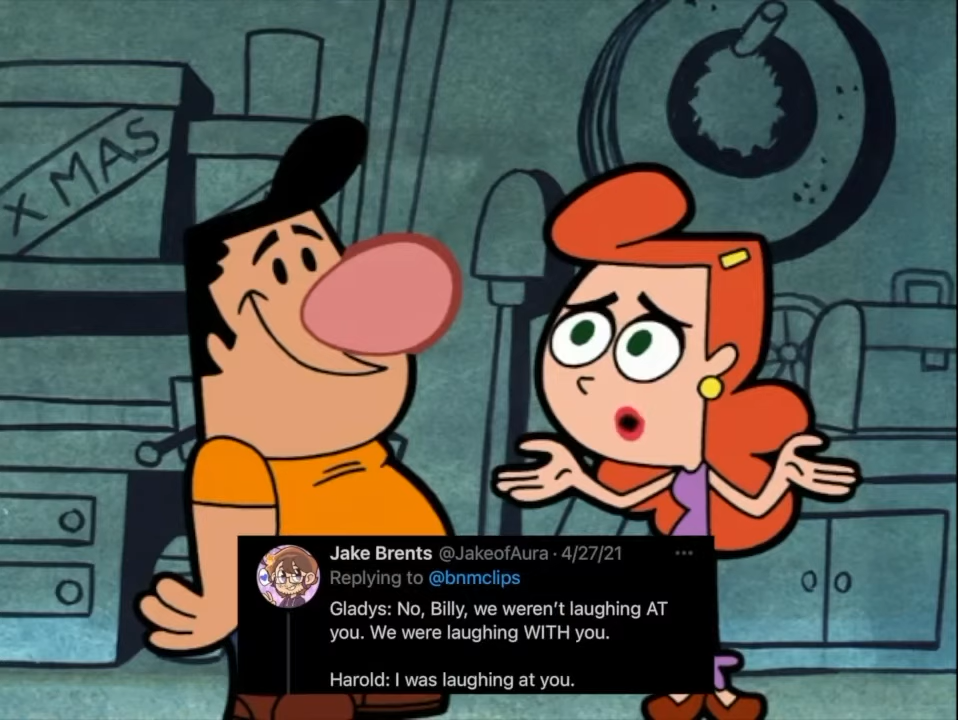 XMAS
Jake Brents @JakeofAura · 4/27/21
Replying to @bnmclips
Gladys: No, Billy, we weren’t laughing AT
you. We were laughing WITH you.
Harold: I was laughing at you.